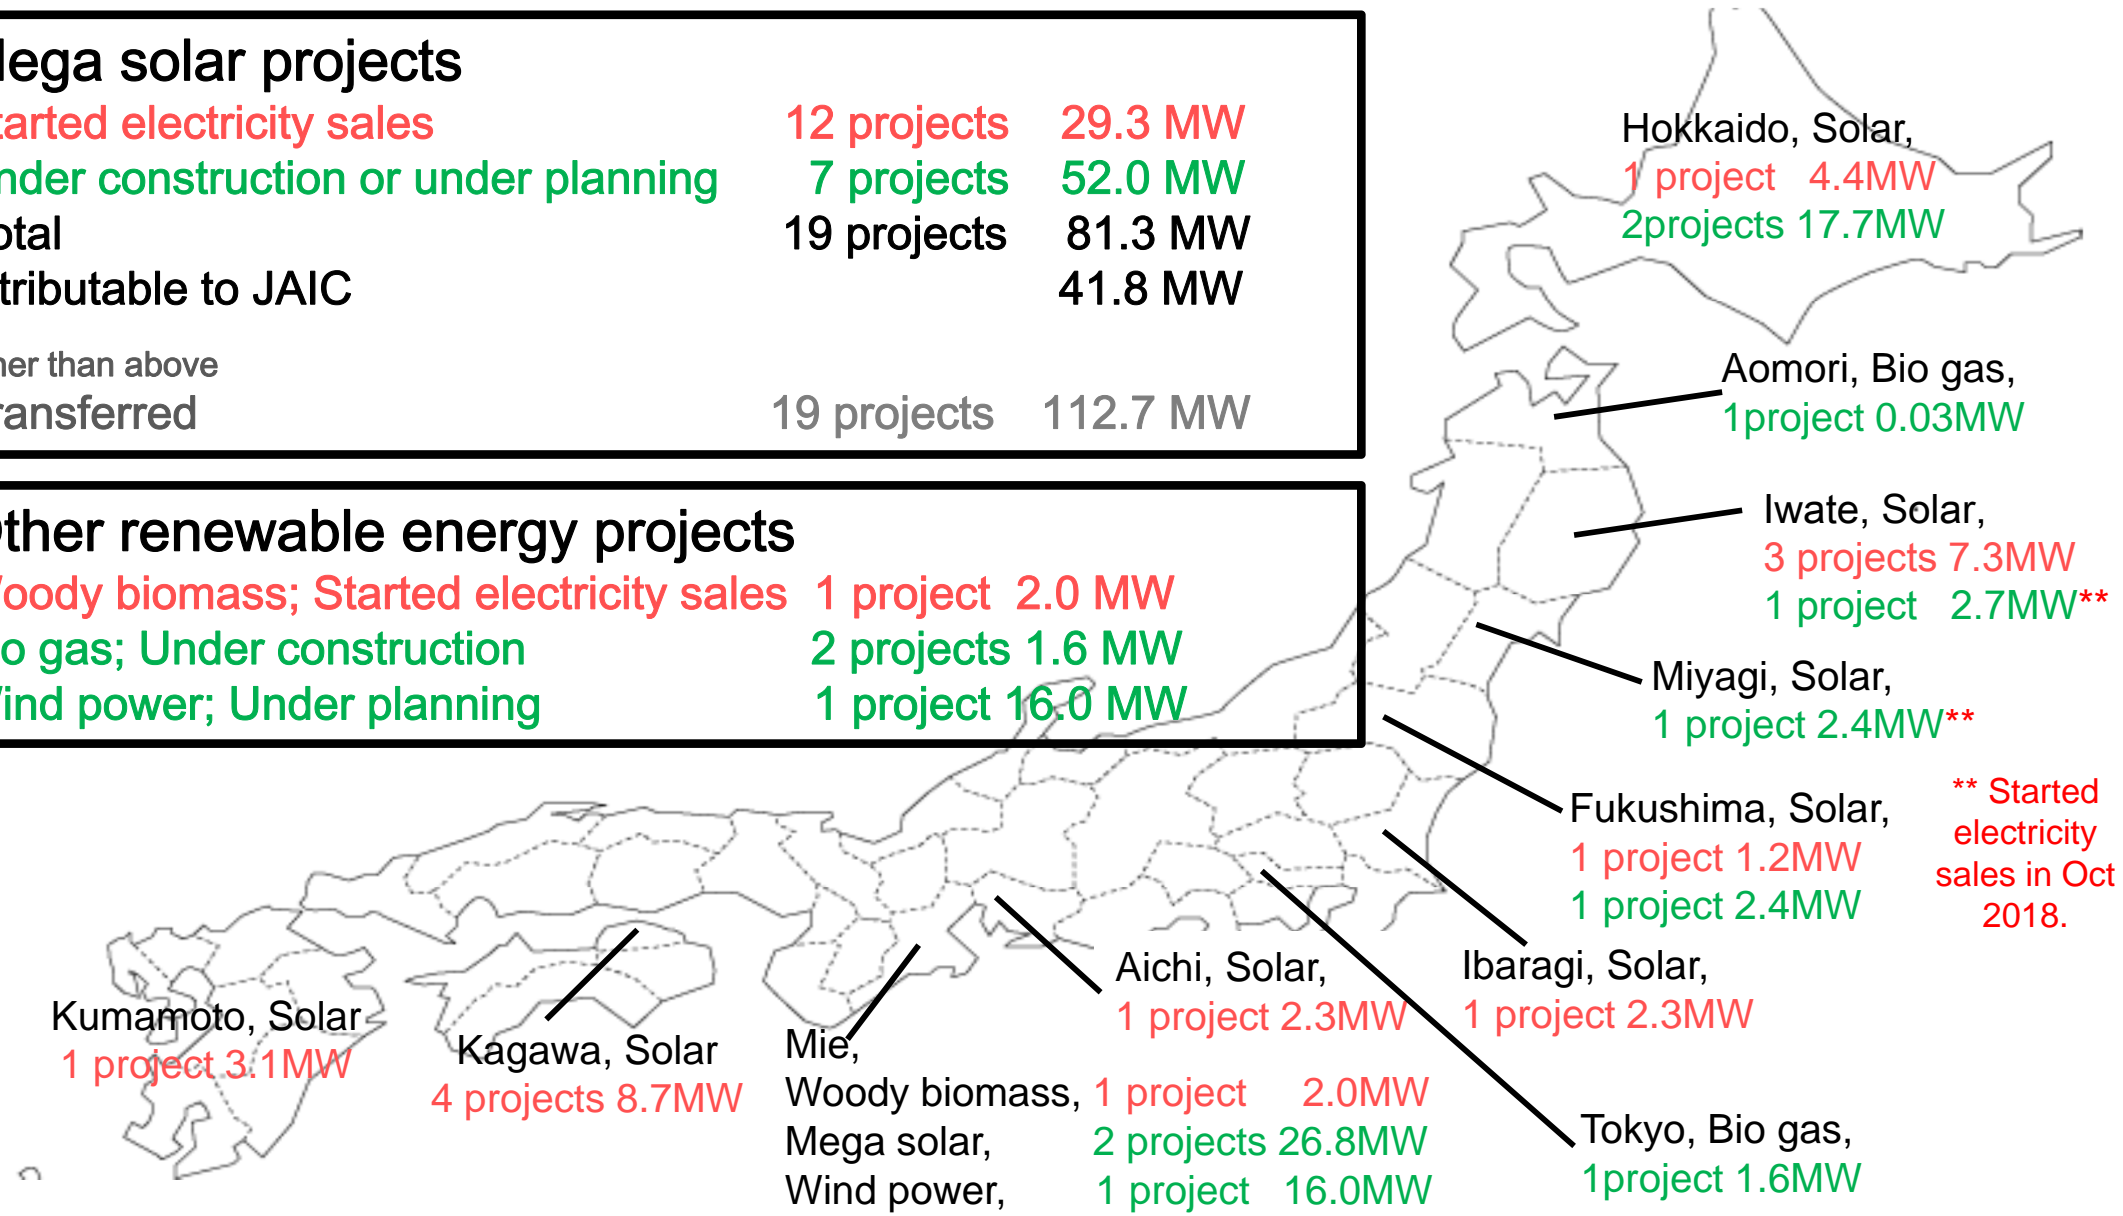 ega solar projects
tarted electricity sales 12 projects 29.3 MW
nder construction or under planning 7 projects 52.0 MW
otal 19 projects 81.3 MW
tributable to JAIC 41.8 MW
her than above
ransferred 19 projects 112.7 MW
ther renewable energy projects
oody biomass; Started electricity sales 1 project 2.0 MW
o gas; Under construction 2 projects 1.6 MW
ind power; Under planning 1 project 16.0 MW
Hokkaido, Solar,
1 project 4.4MW
2projects 17.7MW
Aomori, Bio gas,
1project 0.03MW
Iwate, Solar,
3 projects 7.3MW
1 project 2.7MW**
Miyagi, Solar,
1 project 2.4MW**
Fukushima, Solar,
1 project 1.2MW
1 project 2.4MW
** Started
electricity
sales in Oct
2018.
Ibaragi, Solar,
1 project 2.3MW
Aichi, Solar,
1 project 2.3MW
Tokyo, Bio gas,
1project 1.6MW
Mie,
Woody biomass, 1 project 2.0MW
Mega solar, 2 projects 26.8MW
Wind power, 1 project 16.0MW
Kagawa, Solar
4 projects 8.7MW
Kumamoto, Solar
1 project 3.1MW